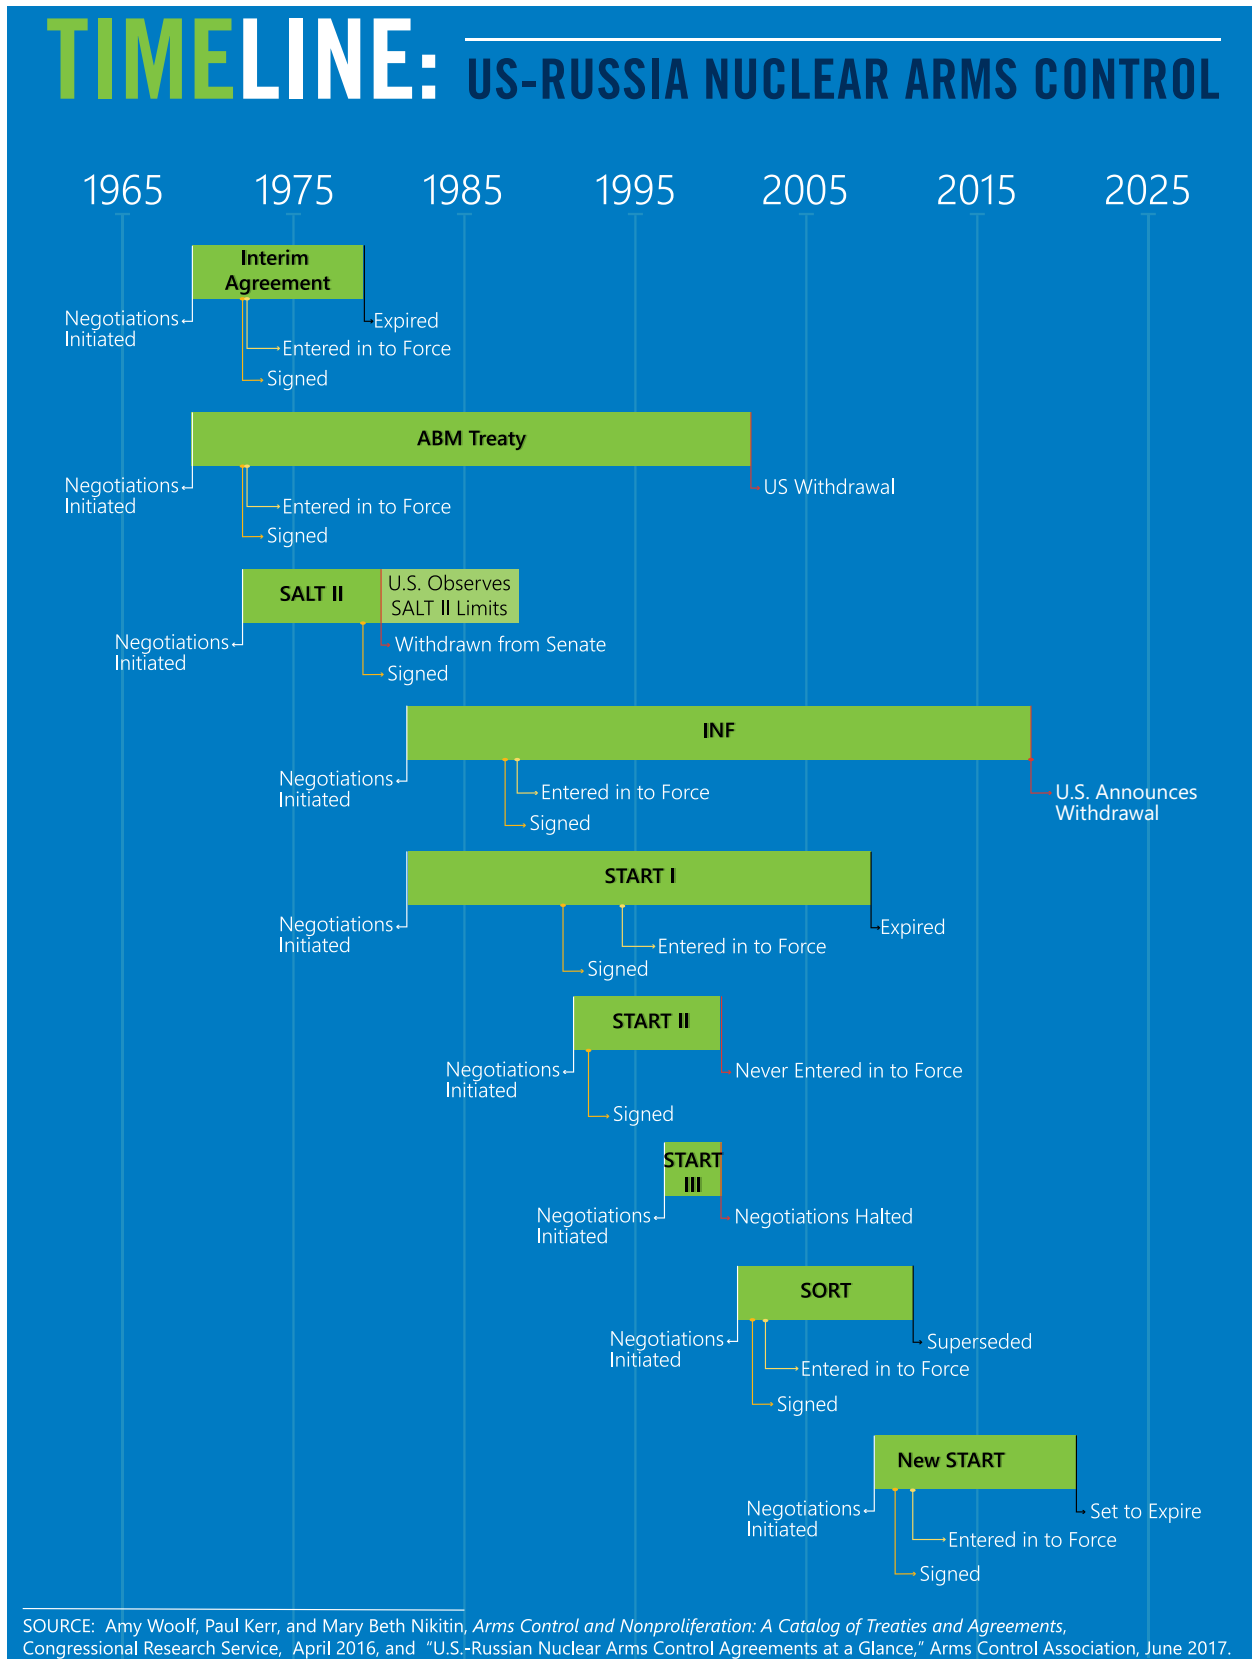 TIMELINE: US-RUSSIA NUCLEAR ARMS CONTROL
1965 1975 1985 1995 2005 2015 2025
Interim
Agreement
Negotiations
Initiated
Expired
Entered in to Force
Signed
ABM Treaty
Negotiations
Initiated
US Withdrawal
Entered in to Force
Signed
SALT II
U.S. Observes
SALT II Limits
Negotiations
Initiated
Withdrawn from Senate
Signed
INF
Negotiations
Initiated
Entered in to Force
U.S. Announces
Withdrawal
Signed
START I
Negotiations
Initiated
Expired
Entered in to Force
Signed
START II
Negotiations
Initiated
Never Entered in to Force
Signed
START
III
Negotiations
Initiated
Negotiations Halted
SORT
Negotiations
Initiated
Superseded
Entered in to Force
Signed
New START
Negotiations
Initiated
Set to Expire
Entered in to Force
Signed
SOURCE: Amy Woolf, Paul Kerr, and Mary Beth Nikitin, Arms Control and Nonproliferation: A Catalog of Treaties and Agreements,
Congressional Research Service, April 2016, and “U.S.-Russian Nuclear Arms Control Agreements at a Glance,” Arms Control Association, June 2017.